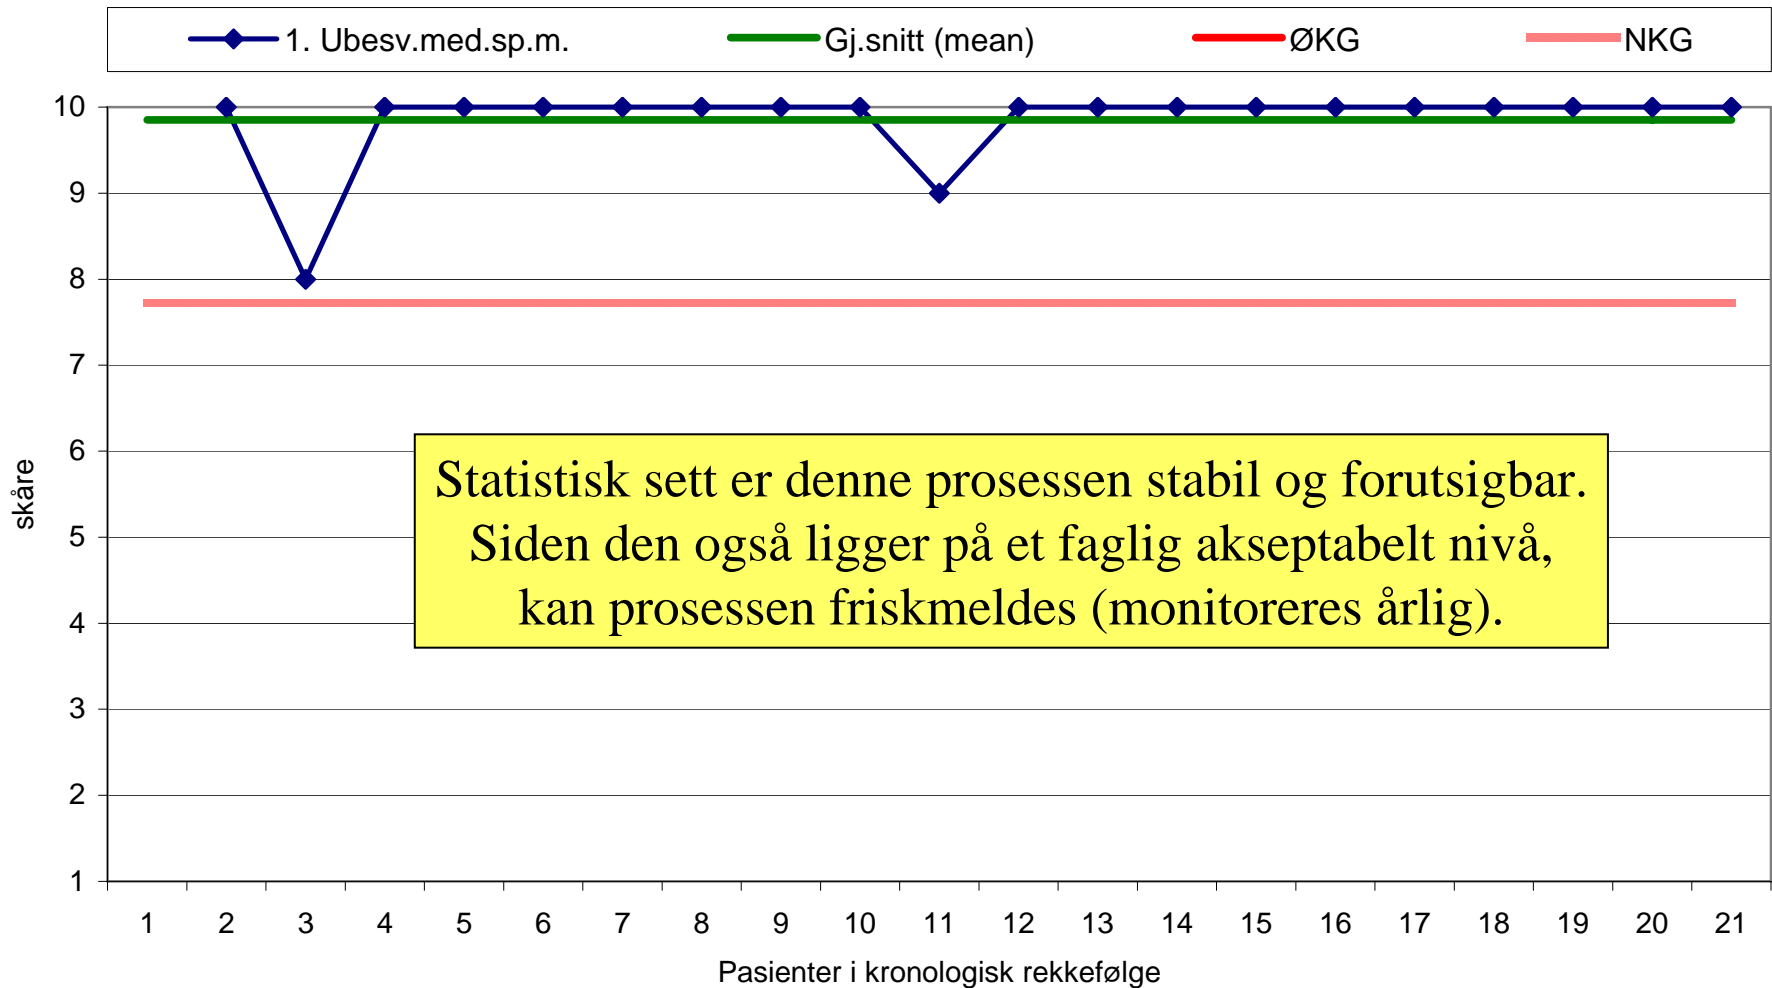 1. Ubesv.med.sp.m. Gj.snitt (mean) ØKG NKG
10
9
8
7
6
5
4
3
2
1
skåre
Statistisk sett er denne prosessen stabil og forutsigbar.
Siden den også ligger på et faglig akseptabelt nivå,
kan prosessen friskmeldes (monitoreres årlig).
1 2 3 4 5 6 7 8 9 10 11 12 13 14 15 16 17 18 19 20 21
Pasienter i kronologisk rekkefølge